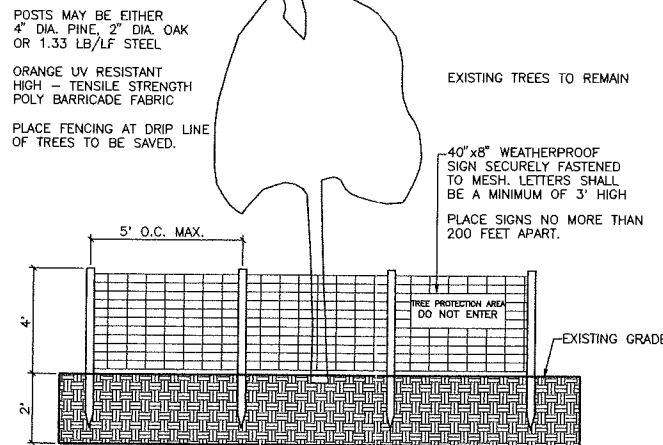 POSTS MAY BE EITHER
4" DIA. PINE, 2" DIA. OAK
OR 1.33 LB/LF STEEL
ORANGE UV RESISTANT
HIGH - TENSILE STRENGTH
POLY BARRICADE FABRIC
PLACE FENCING AT DRIP LINE
OF TREES TO BE SAVED.
EXISTING TREES TO REMAIN
40"x8" WEATHERPROOF
SIGN SECURELY FASTENED
TO MESH. LETTERS SHALL
BE A MINIMUM OF 3' HIGH
PLACE SIGNS NO MORE THAN
200 FEET APART.
5' O.C. MAX.
4'
TREE PROTECTION AREA
DO NOT ENTER
EXISTING GRADE
2'